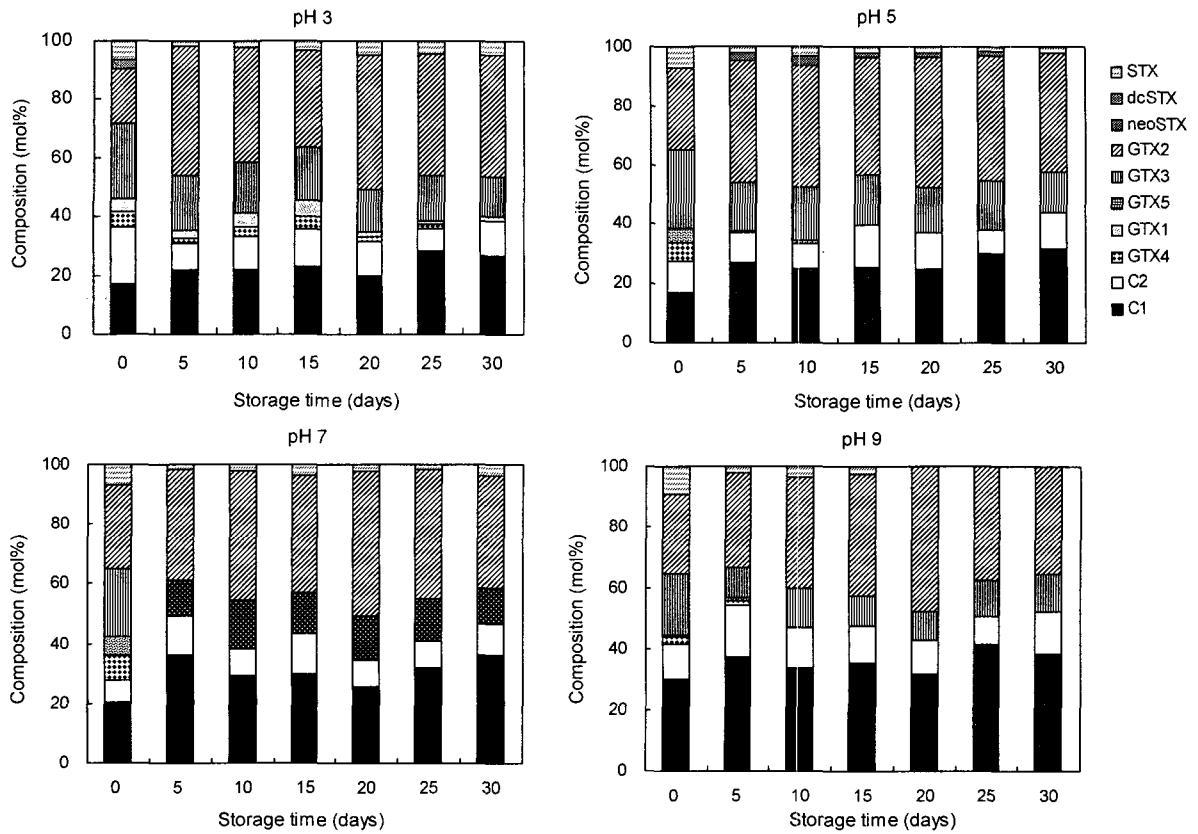 pH 3
Composition (mol%)
100
80
60
40
20
0
0 5 10 15 20 25 30
Storage time (days)
pH 5
Composition (mol%)
100
80
60
40
20
0
0 5 10 15 20 25 30
Storage time (days)
STX
dcSTX
neoSTX
GTX2
GTX3
GTX5
GTX1
GTX4
C2
C1
pH 7
Composition (mol%)
100
80
60
40
20
0
0 5 10 15 20 25 30
Storage time (days)
pH 9
Composition (mol%)
100
80
60
40
20
0
0 5 10 15 20 25 30
Storage time (days)